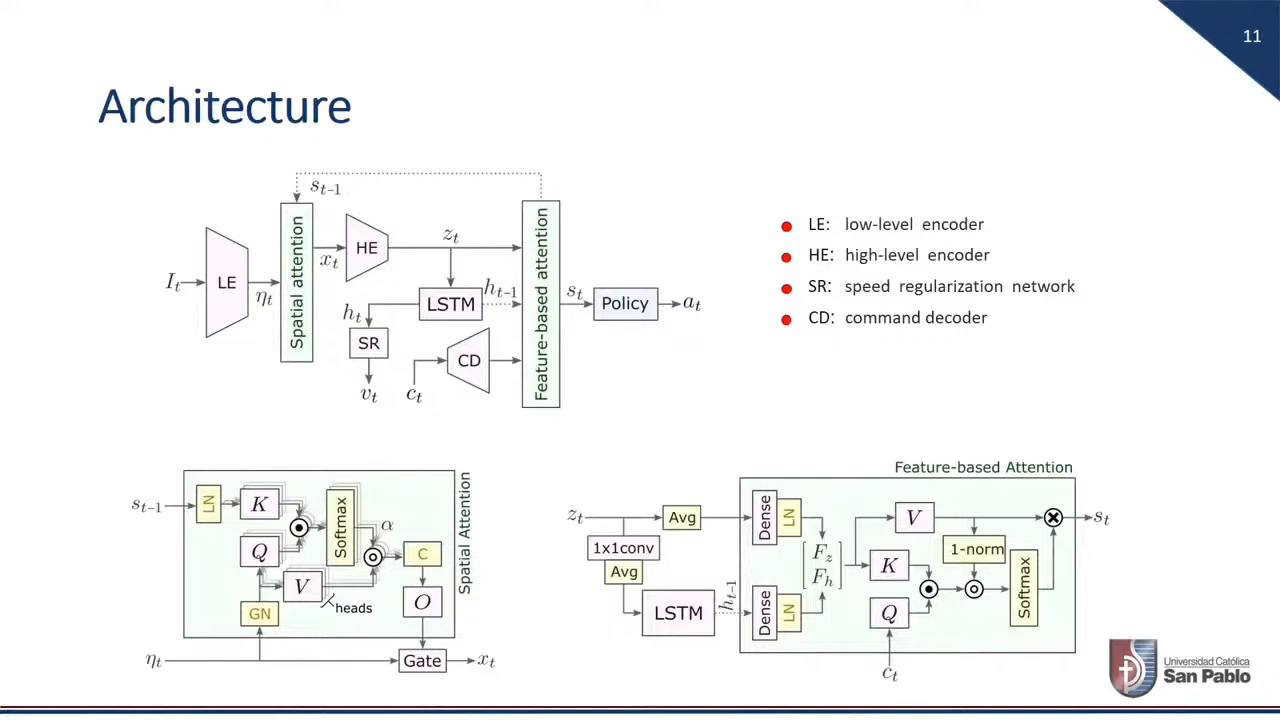 11
Architecture
s_{t-1}
I_t
LE
η_t
Spatial attention
x_t
HE
z_t
LSTM
h_{t-1}
h_t
SR
v_t
c_t
CD
Feature-based attention
s_t
Policy
a_t
LE: low-level encoder
HE: high-level encoder
SR: speed regularization network
CD: command decoder
s_{t-1}
LN
K
Q
V
heads
GN
Softmax
α
C
O
Spatial Attention
η_t
Gate
x_t
Feature-based Attention
z_t
Avg
1x1conv
Avg
LSTM
h_{t-1}
Dense
LN
Dense
LN
F_z
F_h
V
K
Q
1-norm
Softmax
s_t
c_t
Universidad Católica
San Pablo